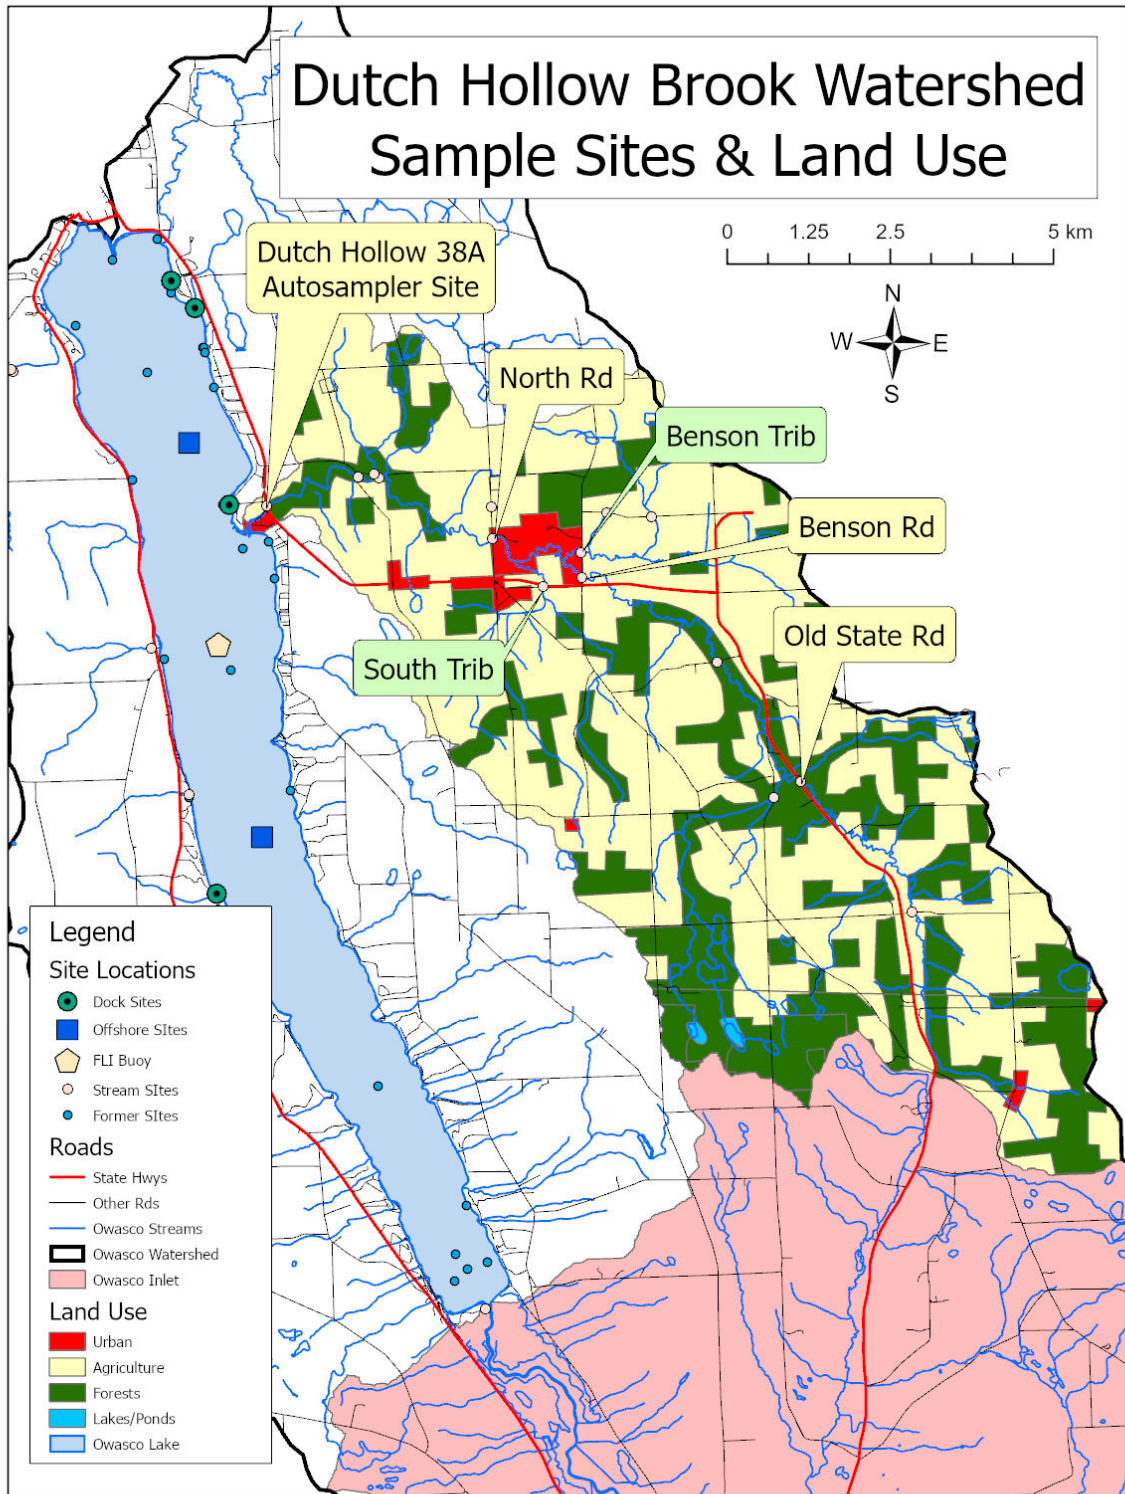 Dutch Hollow Brook Watershed
Sample Sites & Land Use
0 1.25 2.5 5 km
N
W E
S
Dutch Hollow 38A
Autosampler Site
North Rd
Benson Trib
Benson Rd
Old State Rd
South Trib
Legend
Site Locations
Dock Sites
Offshore SItes
FLI Buoy
Stream SItes
Former SItes
Roads
State Hwys
Other Rds
Owasco Streams
Owasco Watershed
Owasco Inlet
Land Use
Urban
Agriculture
Forests
Lakes/Ponds
Owasco Lake